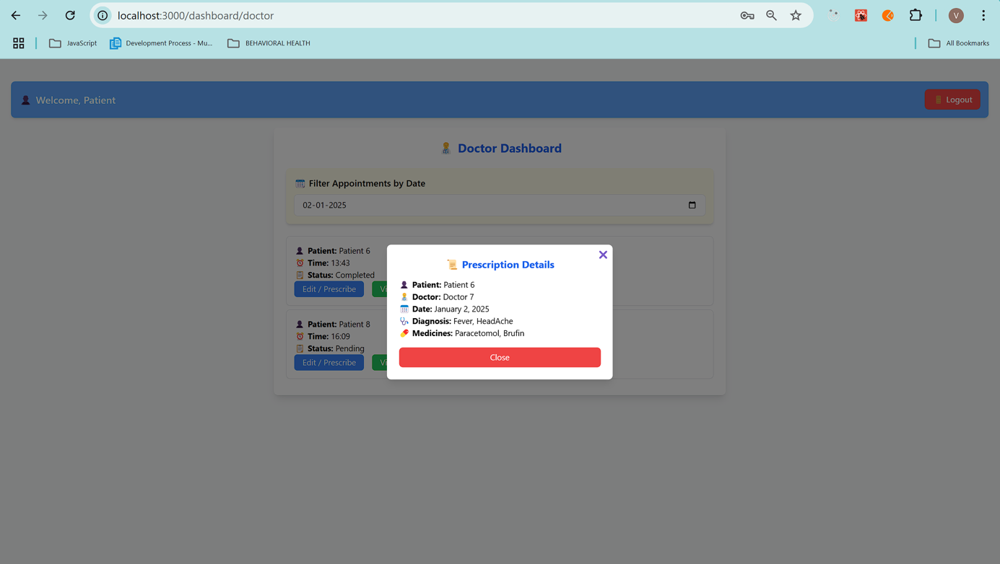 localhost:3000/dashboard/doctor
V
JavaScript
Development Process - Mu...
BEHAVIORAL HEALTH
All Bookmarks
Welcome, Patient
Logout
Doctor Dashboard
Filter Appointments by Date
02-01-2025
Patient: Patient 6
Time: 13:43
Status: Completed
Edit / Prescribe
Vi
Patient: Patient 8
Time: 16:09
Status: Pending
Edit / Prescribe
Vi
Prescription Details
Patient: Patient 6
Doctor: Doctor 7
Date: January 2, 2025
Diagnosis: Fever, HeadAche
Medicines: Paracetomol, Brufin
Close